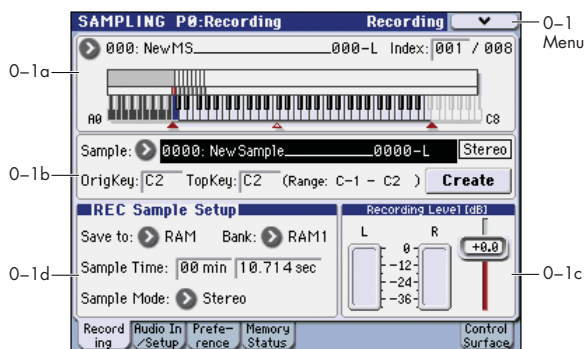 SAMPLING P0:Recording Recording
0–1
Menu
000: NewMS 000-L Index: 001 / 008
0–1a
A0 C8
Sample: 0000: NewSample 0000-L Stereo
0–1b
OrigKey: C2 TopKey: C2 (Range: C-1 - C2 ) Create
REC Sample Setup Recording Level [dB]
L R
Save to: RAM Bank: RAM1
0 +0.0
Sample Time: 00 min 10.714 sec
-12
0–1d 0–1c
-24
Sample Mode: Stereo
-36
Record
ing
Audio In
/Setup
Prefe-
rence
Memory
Status
Control
Surface